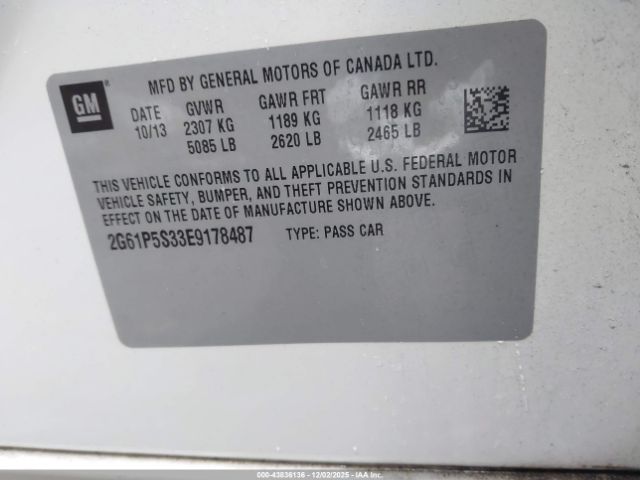 GM
MFD BY GENERAL MOTORS OF CANADA LTD.
DATE GVWR GAWR FRT GAWR RR
10/13 2307 KG 1189 KG 1118 KG
5085 LB 2620 LB 2465 LB
THIS VEHICLE CONFORMS TO ALL APPLICABLE U.S. FEDERAL MOTOR
VEHICLE SAFETY, BUMPER, AND THEFT PREVENTION STANDARDS IN
EFFECT ON THE DATE OF MANUFACTURE SHOWN ABOVE.
2G61P5S33E9178487 TYPE: PASS CAR
000-43836136 - 12/02/2025 - IAA Inc.